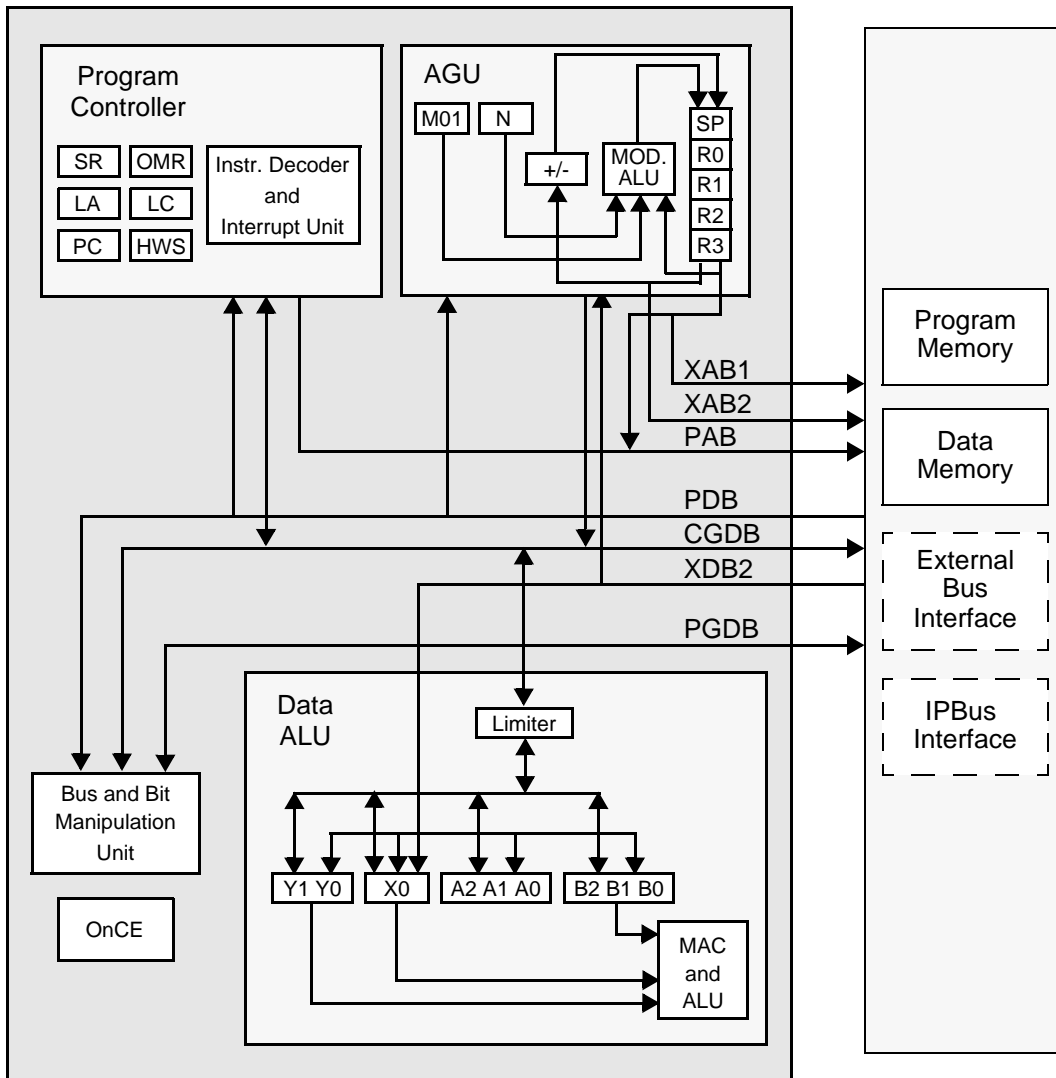 Program
Controller
SR
OMR
LA
LC
PC
HWS
Instr. Decoder
and
Interrupt Unit
AGU
M01
N
+/-
MOD.
ALU
SP
R0
R1
R2
R3
XAB1
XAB2
PAB
PDB
CGDB
XDB2
PGDB
Program
Memory
Data
Memory
External
Bus
Interface
IPBus
Interface
Data
ALU
Limiter
Y1 Y0
X0
A2 A1 A0
B2 B1 B0
MAC
and
ALU
Bus and Bit
Manipulation
Unit
OnCE